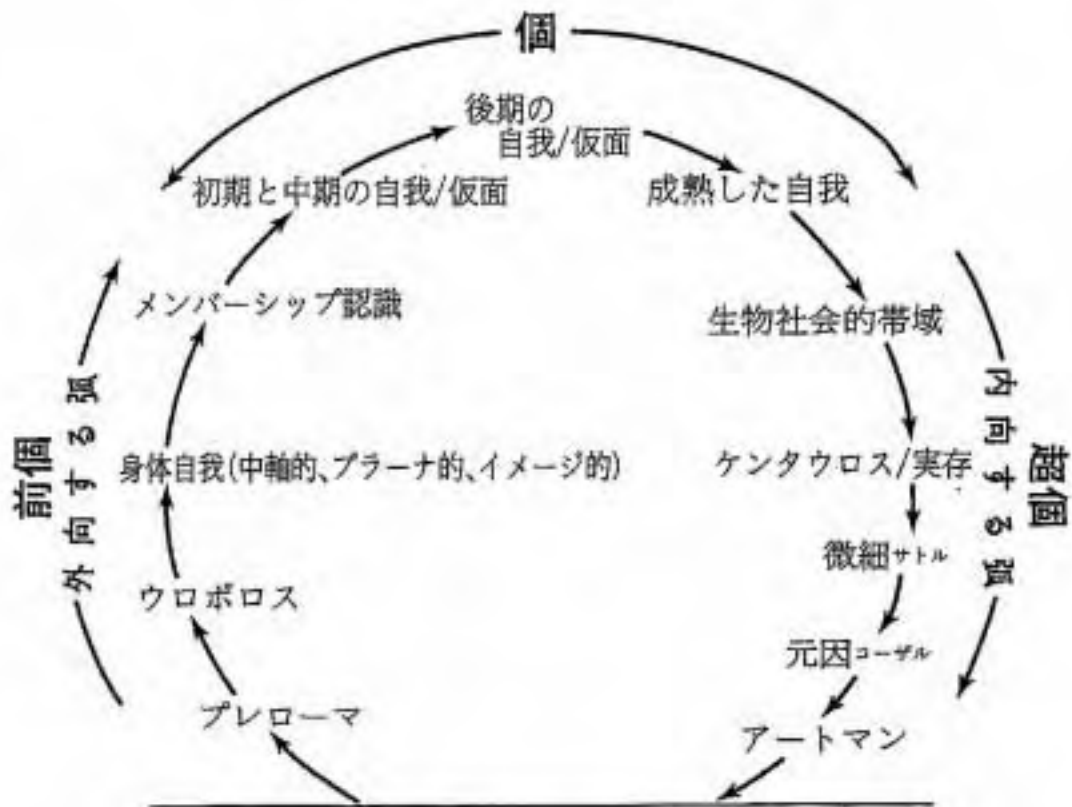 個
後期の
自我/仮面
初期と中期の自我/仮面
成熟した自我
メンバーシップ認識
生物社会的帯域
前個
外向する弧
身体自我(中軸的、プラーナ的、イメージ的)
ケンタウロス/実存
内向する弧
超個
微細サトル
ウロボロス
元因コーザル
プレローマ
アートマン